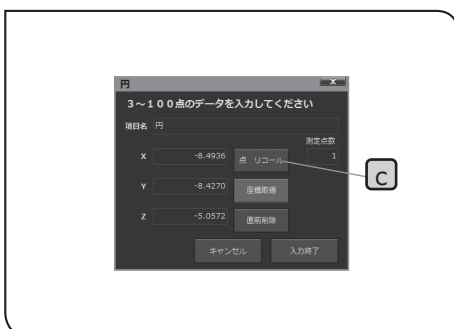 円
x
3～100点のデータを入力してください
項目名 円
測定点数
X -8.4936 点 リコール 1
C
Y -8.4270 座標取得
Z -5.0572 直前削除
キャンセル 入力終了